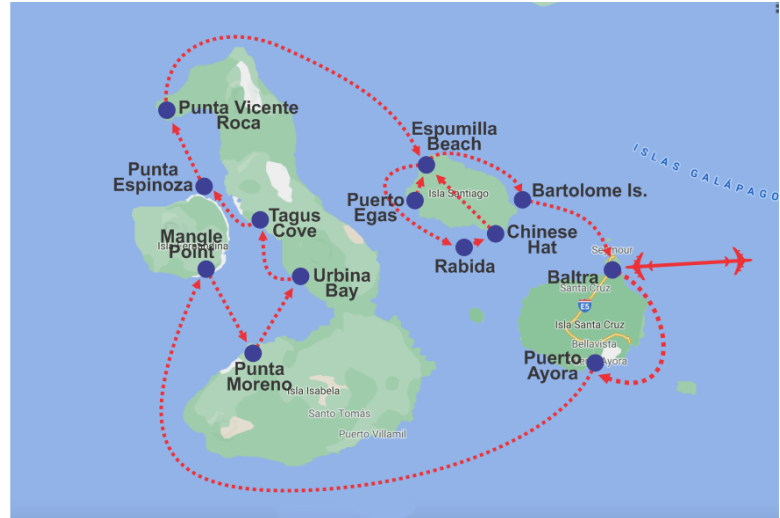 Punta Vicente
Roca
Espumilla
Beach
ISLAS GALÁPAGO
Punta
Espinoza
Puerto
Egas
Isla Santiago
Bartolome Is.
Tagus
Cove
Chinese
Hat
Mangle
Point
Rabida
Urbina
Bay
Baltra
Santa Cruz
E5
Isla Santa Cruz
Bellavista
Puerto
Ayora
Punta
Moreno
Isla Isabela
Santo Tomás
Puerto Villamil